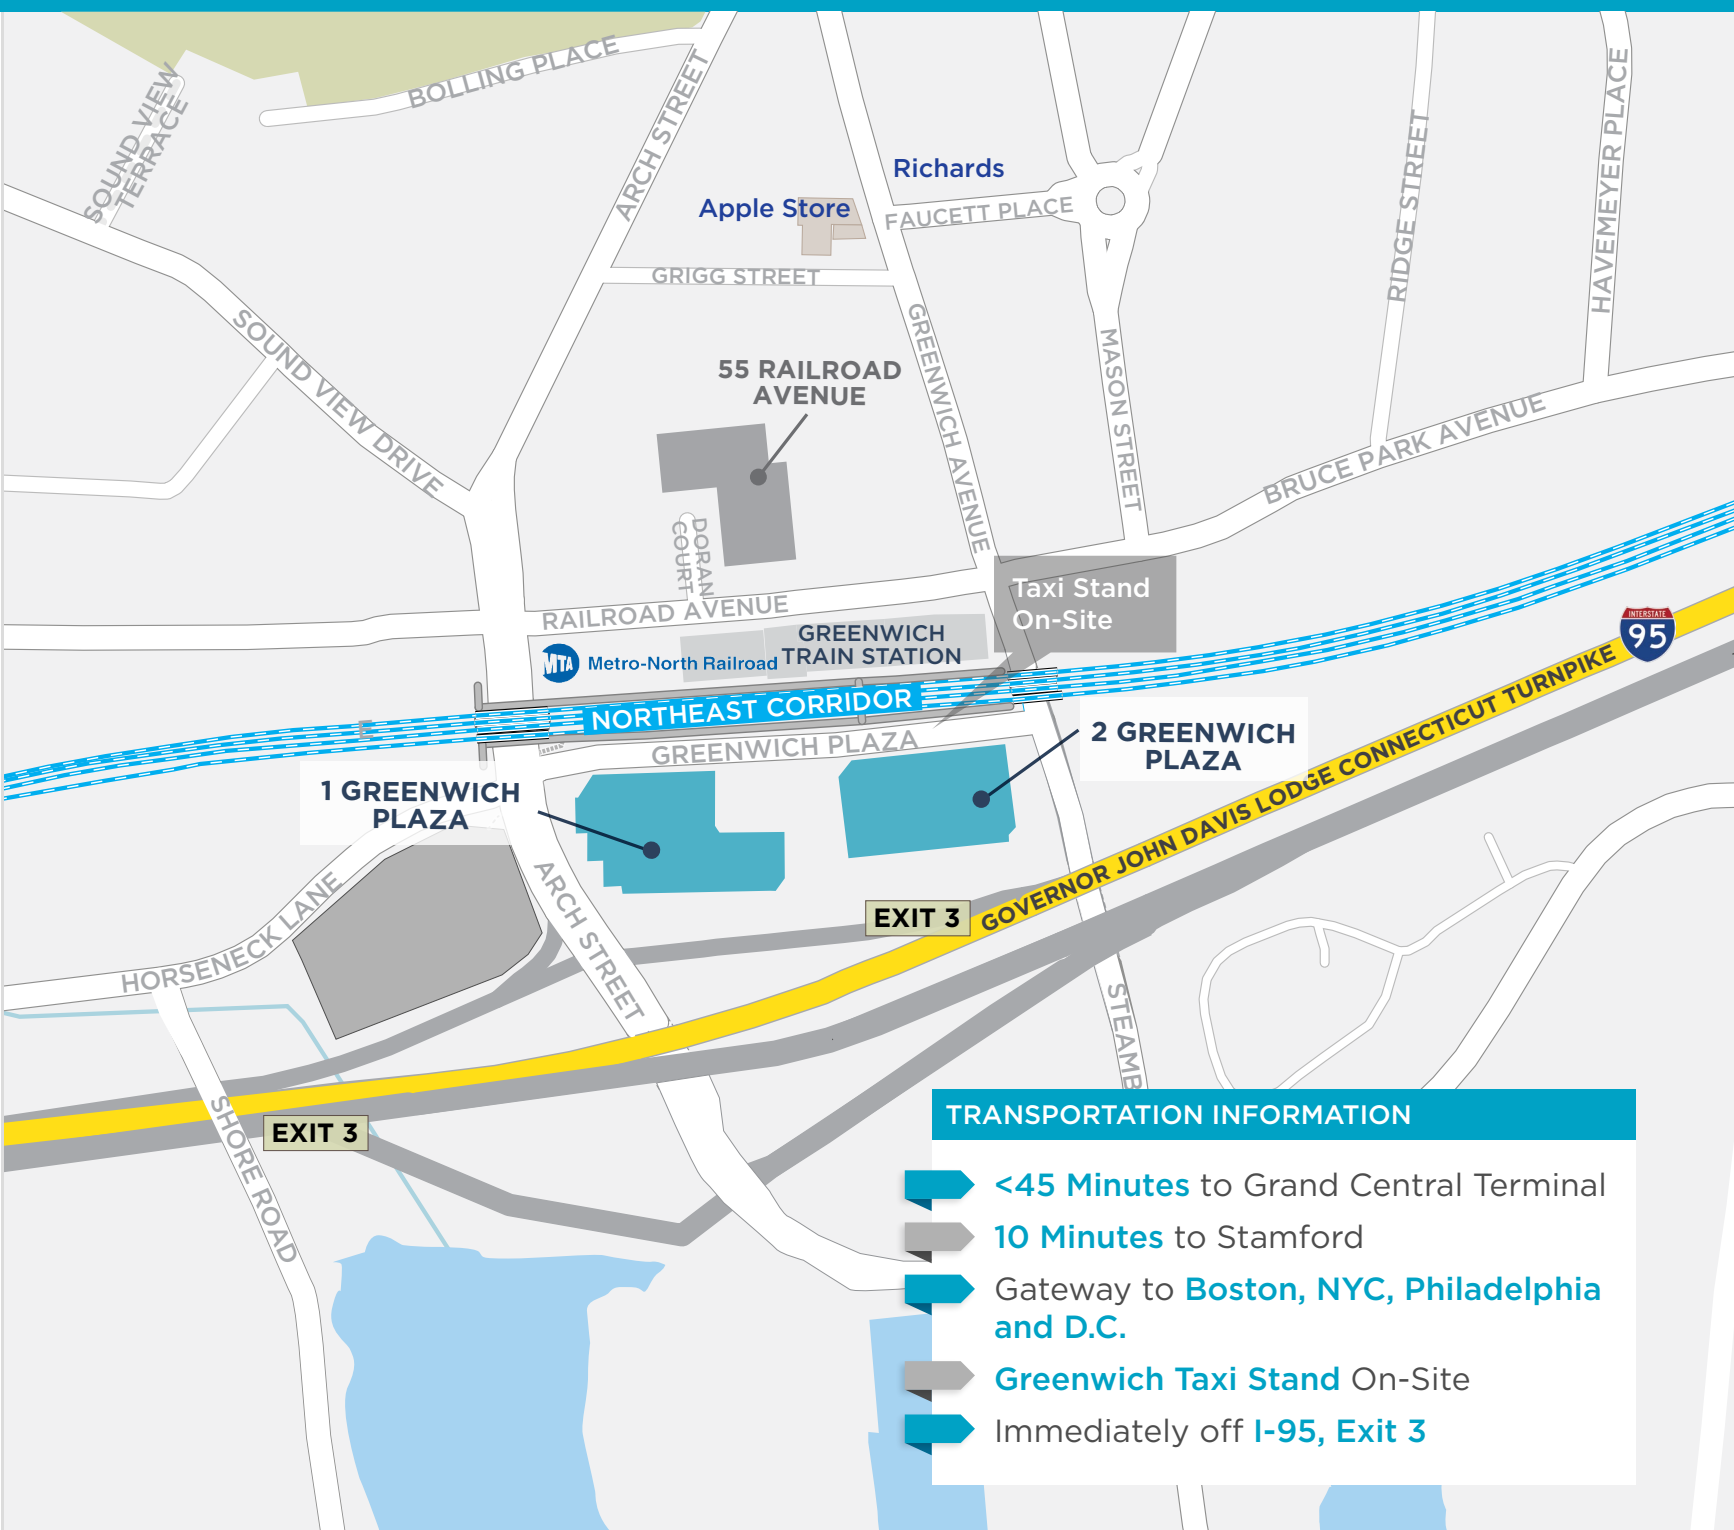 BOLLING PLACE
SOUND VIEW
TERRACE
ARCH STREET
Richards
Apple Store
FAUCETT PLACE
GRIGG STREET
RIDGE STREET
HAVEMEYER PLACE
SOUND VIEW DRIVE
GREENWICH AVENUE
MASON STREET
55 RAILROAD
AVENUE
BRUCE PARK AVENUE
DORAN
COURT
RAILROAD AVENUE
Taxi Stand
On-Site
GREENWICH
TRAIN STATION
MTA
Metro-North Railroad
INTERSTATE
95
NORTHEAST CORRIDOR
E
GREENWICH PLAZA
2 GREENWICH
PLAZA
1 GREENWICH
PLAZA
GOVERNOR JOHN DAVIS LODGE CONNECTICUT TURNPIKE
EXIT 3
ARCH STREET
HORSENECK LANE
STEAMB
SHORE ROAD
EXIT 3
TRANSPORTATION INFORMATION
<45 Minutes to Grand Central Terminal
10 Minutes to Stamford
Gateway to Boston, NYC, Philadelphia
and D.C.
Greenwich Taxi Stand On-Site
Immediately off I-95, Exit 3